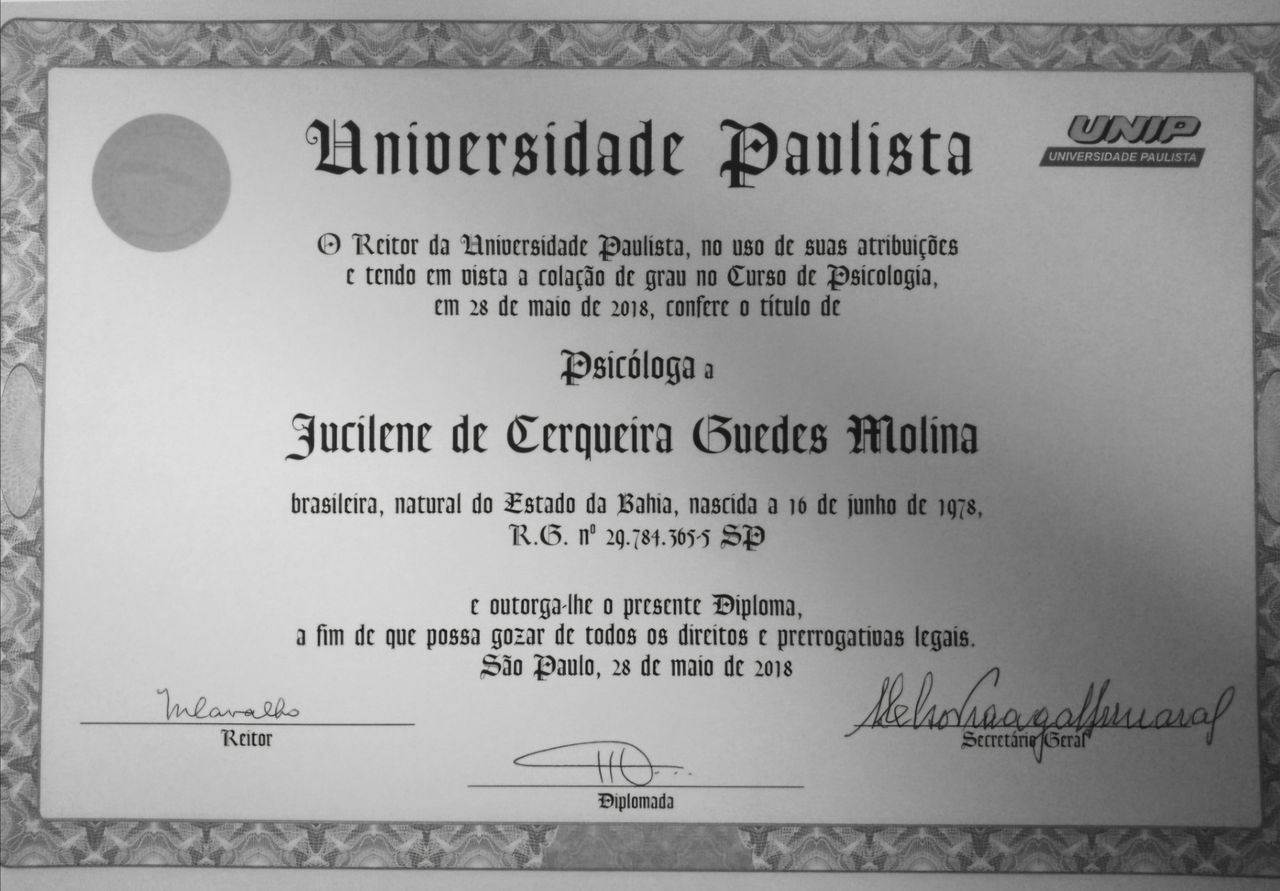 Universidade Paulista
UNIP
UNIVERSIDADE PAULISTA
O Reitor da Universidade Paulista, no uso de suas atribuições
e tendo em vista a colação de grau no Curso de Psicologia,
em 28 de maio de 2018, confere o título de
Psicóloga a
Jucilene de Cerqueira Guedes Molina
brasileira, natural do Estado da Bahia, nascida a 16 de junho de 1978,
R.G. nº 29.784.365-5 SP
e outorga-lhe o presente Diploma,
a fim de que possa gozar de todos os direitos e prerrogativas legais.
São Paulo, 28 de maio de 2018
Reitor
Secretário Geral
Diplomada